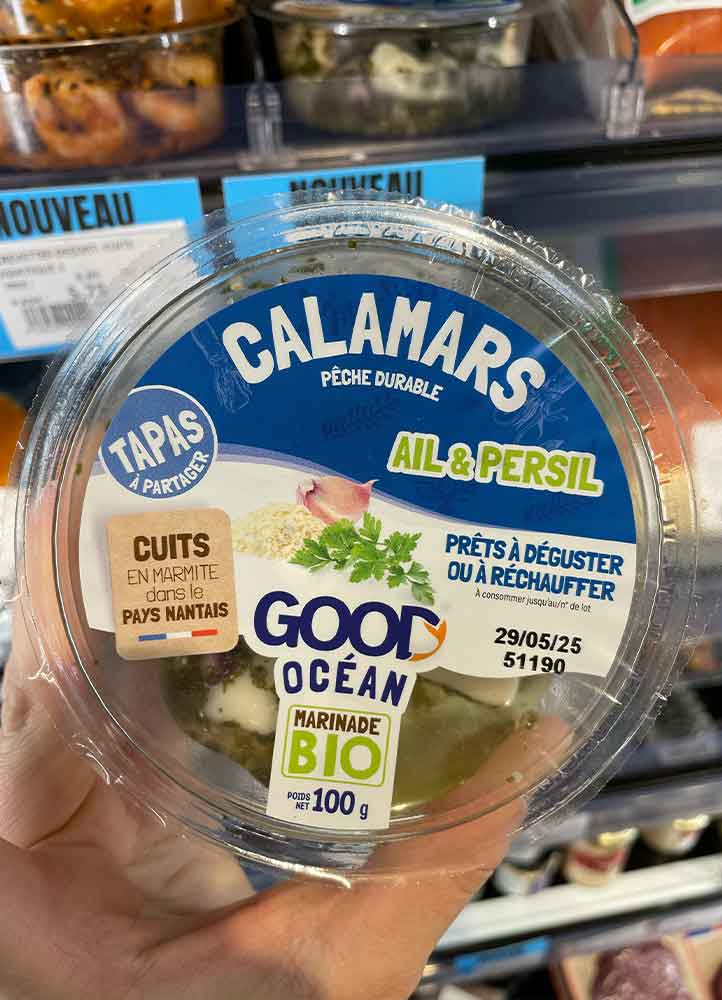 NOUVEAU
NOUVEAU
CALAMARS
PÊCHE DURABLE
TAPAS
À PARTAGER
AIL & PERSIL
CUITS
EN MARMITE
dans le
PAYS NANTAIS
PRÊTS À DÉGUSTER
OU À RÉCHAUFFER
A consommer jusqu'au/n° de lot
29/05/25
51190
GOOD
OCÉAN
MARINADE
BIO
POIDS
NET 100 g